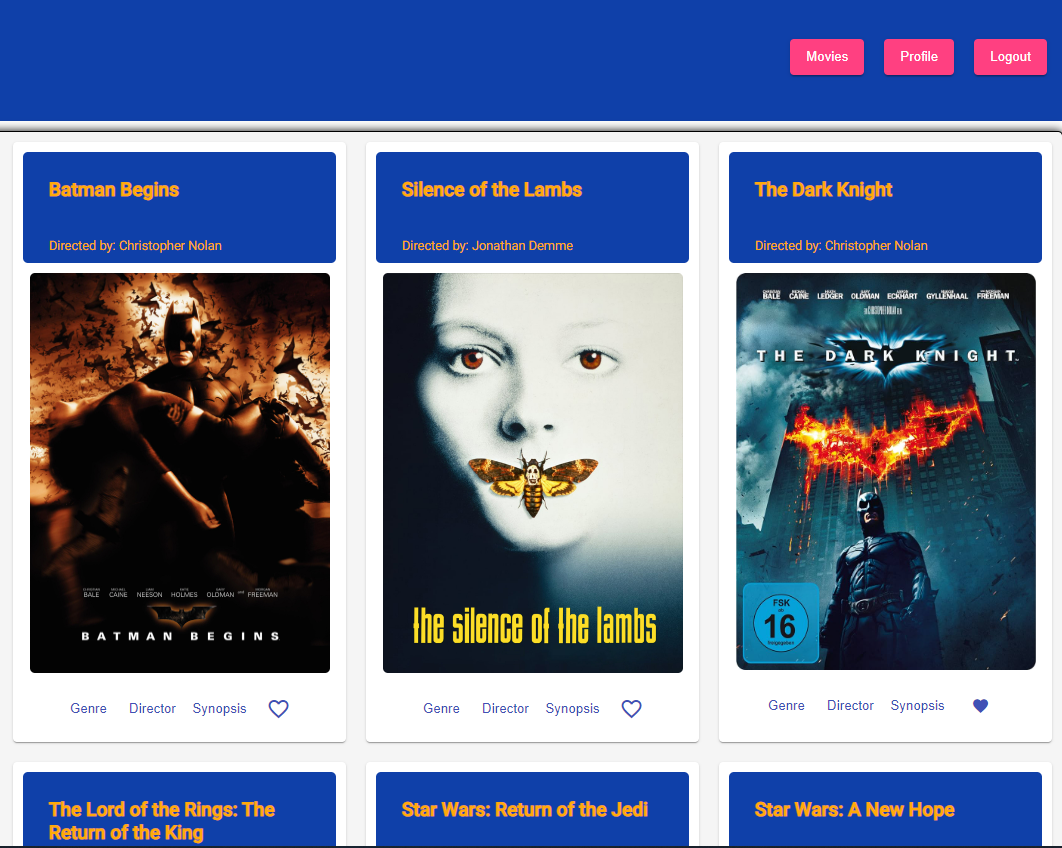 Movies
Profile
Logout
Batman Begins
Directed by: Christopher Nolan
BALE CAINE NEESON HOLMES OLDMAN and FREEMAN
BATMAN BEGINS
Genre
Director
Synopsis
Silence of the Lambs
Directed by: Jonathan Demme
the silence of the lambs
Genre
Director
Synopsis
The Dark Knight
Directed by: Christopher Nolan
BALE CAINE LEDGER OLDMAN ECKHART GYLLENHAAL FREEMAN
THE DARK KNIGHT
FSK
ab
16
freigegeben
Genre
Director
Synopsis
The Lord of the Rings: The
Return of the King
Star Wars: Return of the Jedi
Star Wars: A New Hope